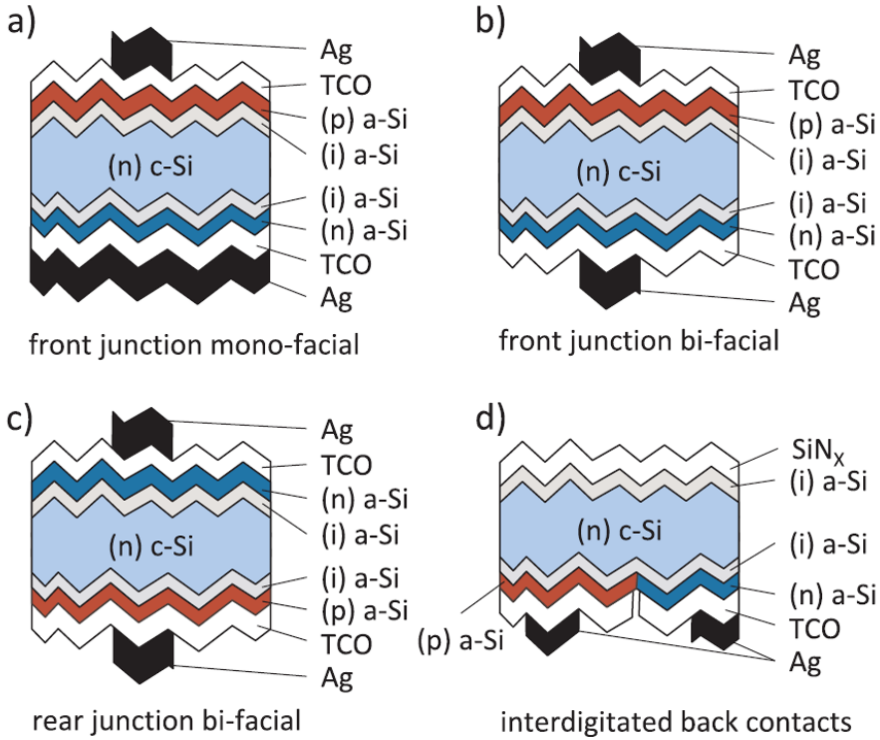 a)
Ag
TCO
(p) a-Si
(i) a-Si
(n) c-Si
(i) a-Si
(n) a-Si
TCO
Ag
front junction mono-facial
b)
Ag
TCO
(p) a-Si
(i) a-Si
(n) c-Si
(i) a-Si
(n) a-Si
TCO
Ag
front junction bi-facial
c)
Ag
TCO
(n) a-Si
(i) a-Si
(n) c-Si
(i) a-Si
(p) a-Si
TCO
Ag
rear junction bi-facial
d)
SiNX
(i) a-Si
(n) c-Si
(i) a-Si
(n) a-Si
TCO
(p) a-Si
Ag
interdigitated back contacts